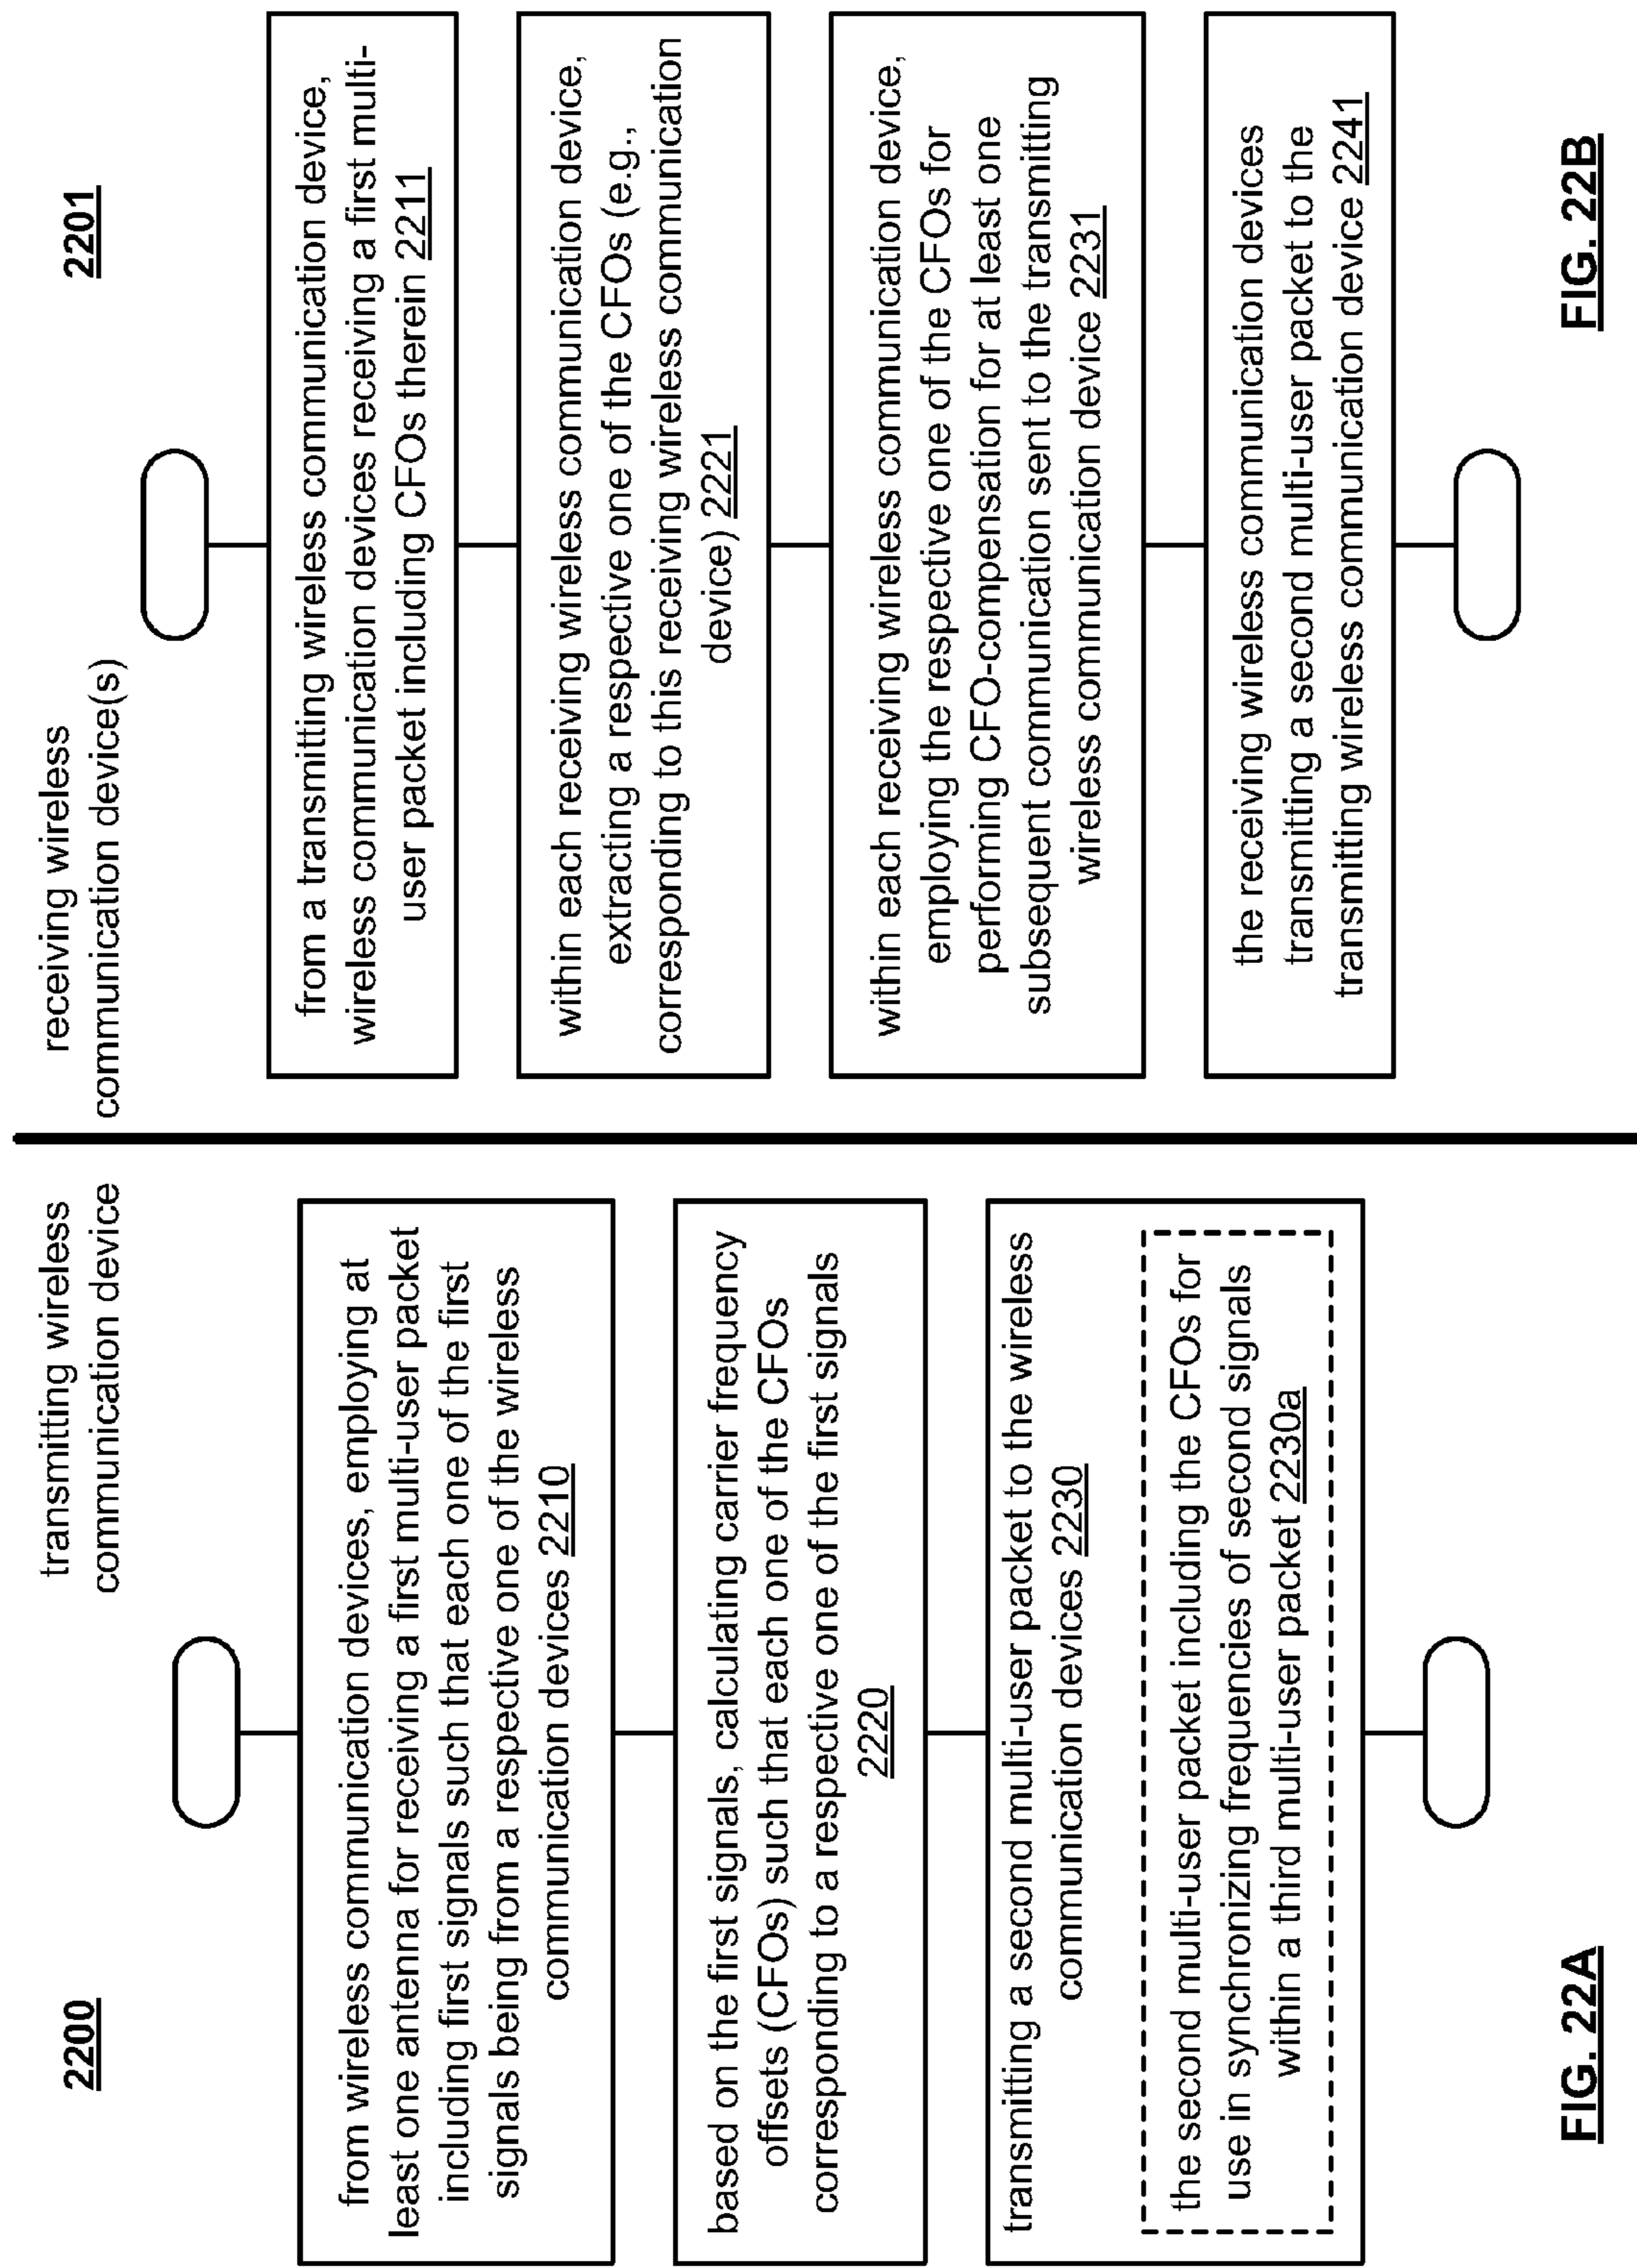 2200
transmitting wireless
communication device
from wireless communication devices, employing at
least one antenna for receiving a first multi-user packet
including first signals such that each one of the first
signals being from a respective one of the wireless
communication devices 2210
based on the first signals, calculating carrier frequency
offsets (CFOs) such that each one of the CFOs
corresponding to a respective one of the first signals
2220
transmitting a second multi-user packet to the wireless
communication devices 2230
the second multi-user packet including the CFOs for
use in synchronizing frequencies of second signals
within a third multi-user packet 2230a
FIG. 22A
receiving wireless
communication device(s)
2201
from a transmitting wireless communication device,
wireless communication devices receiving a first multi-
user packet including CFOs therein 2211
within each receiving wireless communication device,
extracting a respective one of the CFOs (e.g.,
corresponding to this receiving wireless communication
device) 2221
within each receiving wireless communication device,
employing the respective one of the CFOs for
performing CFO-compensation for at least one
subsequent communication sent to the transmitting
wireless communication device 2231
the receiving wireless communication devices
transmitting a second multi-user packet to the
transmitting wireless communication device 2241
FIG. 22B